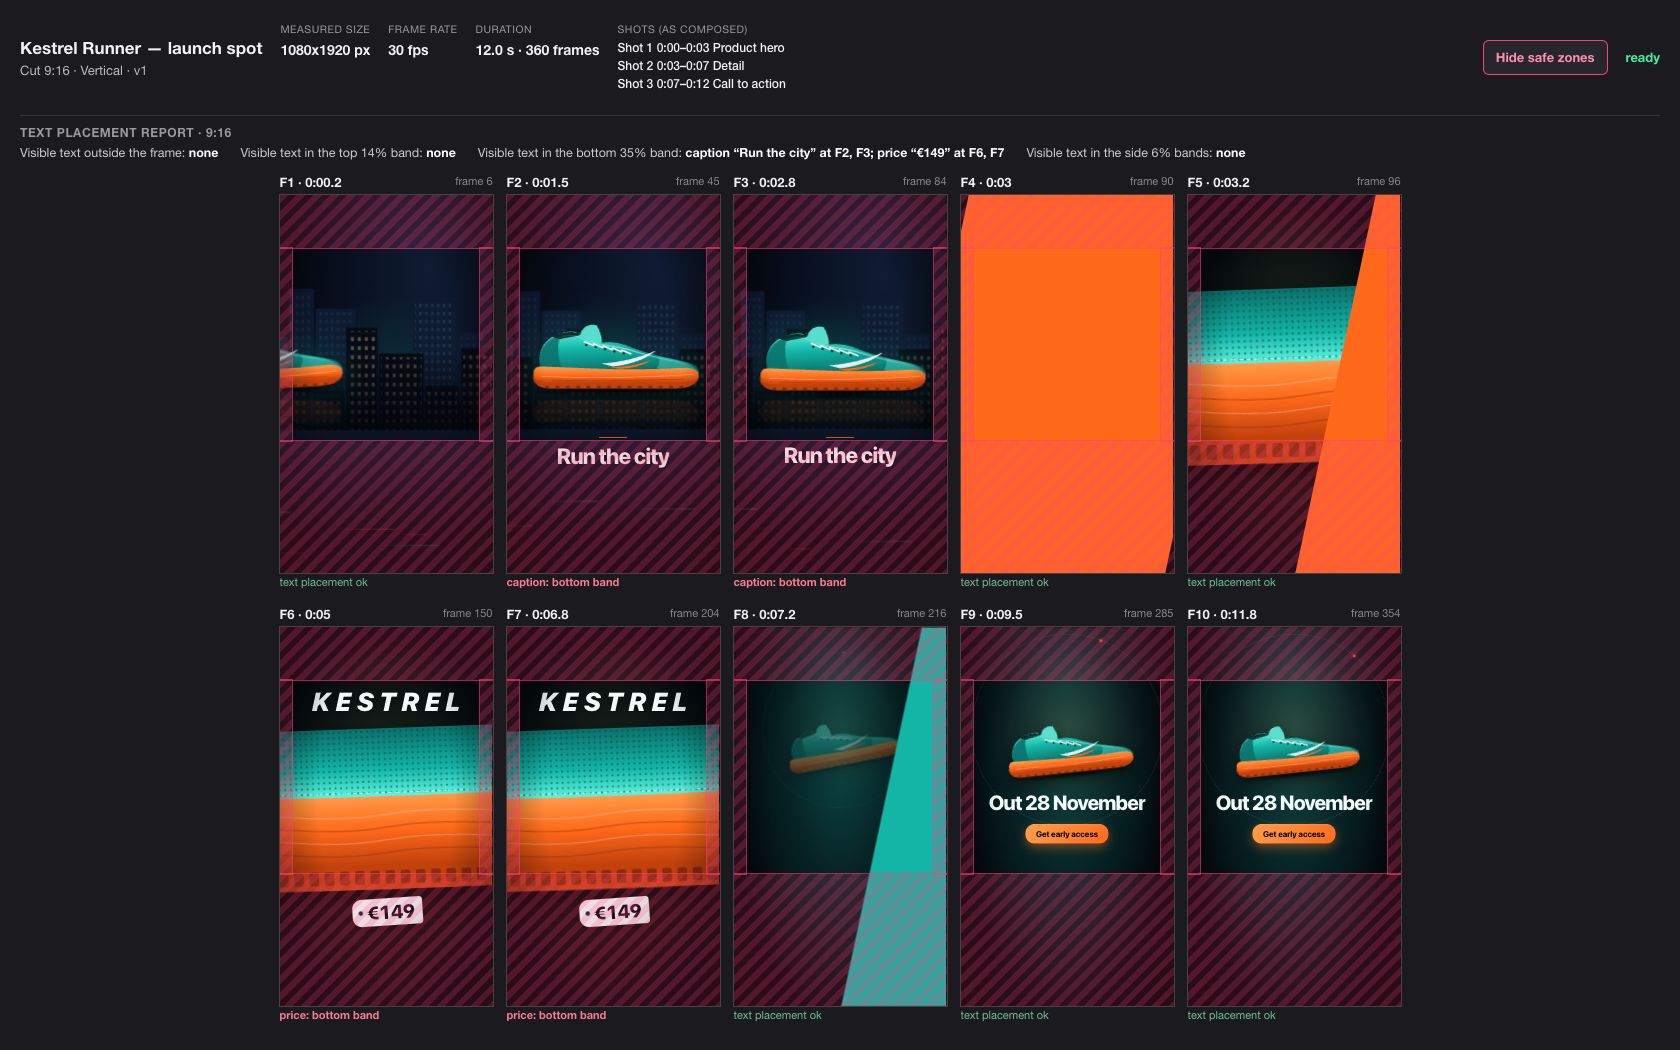 Kestrel Runner — launch spot
Cut 9:16 · Vertical · v1
MEASURED SIZE
1080x1920 px
FRAME RATE
30 fps
DURATION
12.0 s · 360 frames
SHOTS (AS COMPOSED)
Shot 1 0:00–0:03 Product hero
Shot 2 0:03–0:07 Detail
Shot 3 0:07–0:12 Call to action
Hide safe zones
ready
TEXT PLACEMENT REPORT · 9:16
Visible text outside the frame: none
Visible text in the top 14% band: none
Visible text in the bottom 35% band: caption “Run the city” at F2, F3; price “€149” at F6, F7
Visible text in the side 6% bands: none
F1 · 0:00.2 frame 6
text placement ok
F2 · 0:01.5 frame 45
Run the city
caption: bottom band
F3 · 0:02.8 frame 84
Run the city
caption: bottom band
F4 · 0:03 frame 90
text placement ok
F5 · 0:03.2 frame 96
text placement ok
F6 · 0:05 frame 150
KESTREL
€149
price: bottom band
F7 · 0:06.8 frame 204
KESTREL
€149
price: bottom band
F8 · 0:07.2 frame 216
text placement ok
F9 · 0:09.5 frame 285
Out 28 November
Get early access
text placement ok
F10 · 0:11.8 frame 354
Out 28 November
Get early access
text placement ok